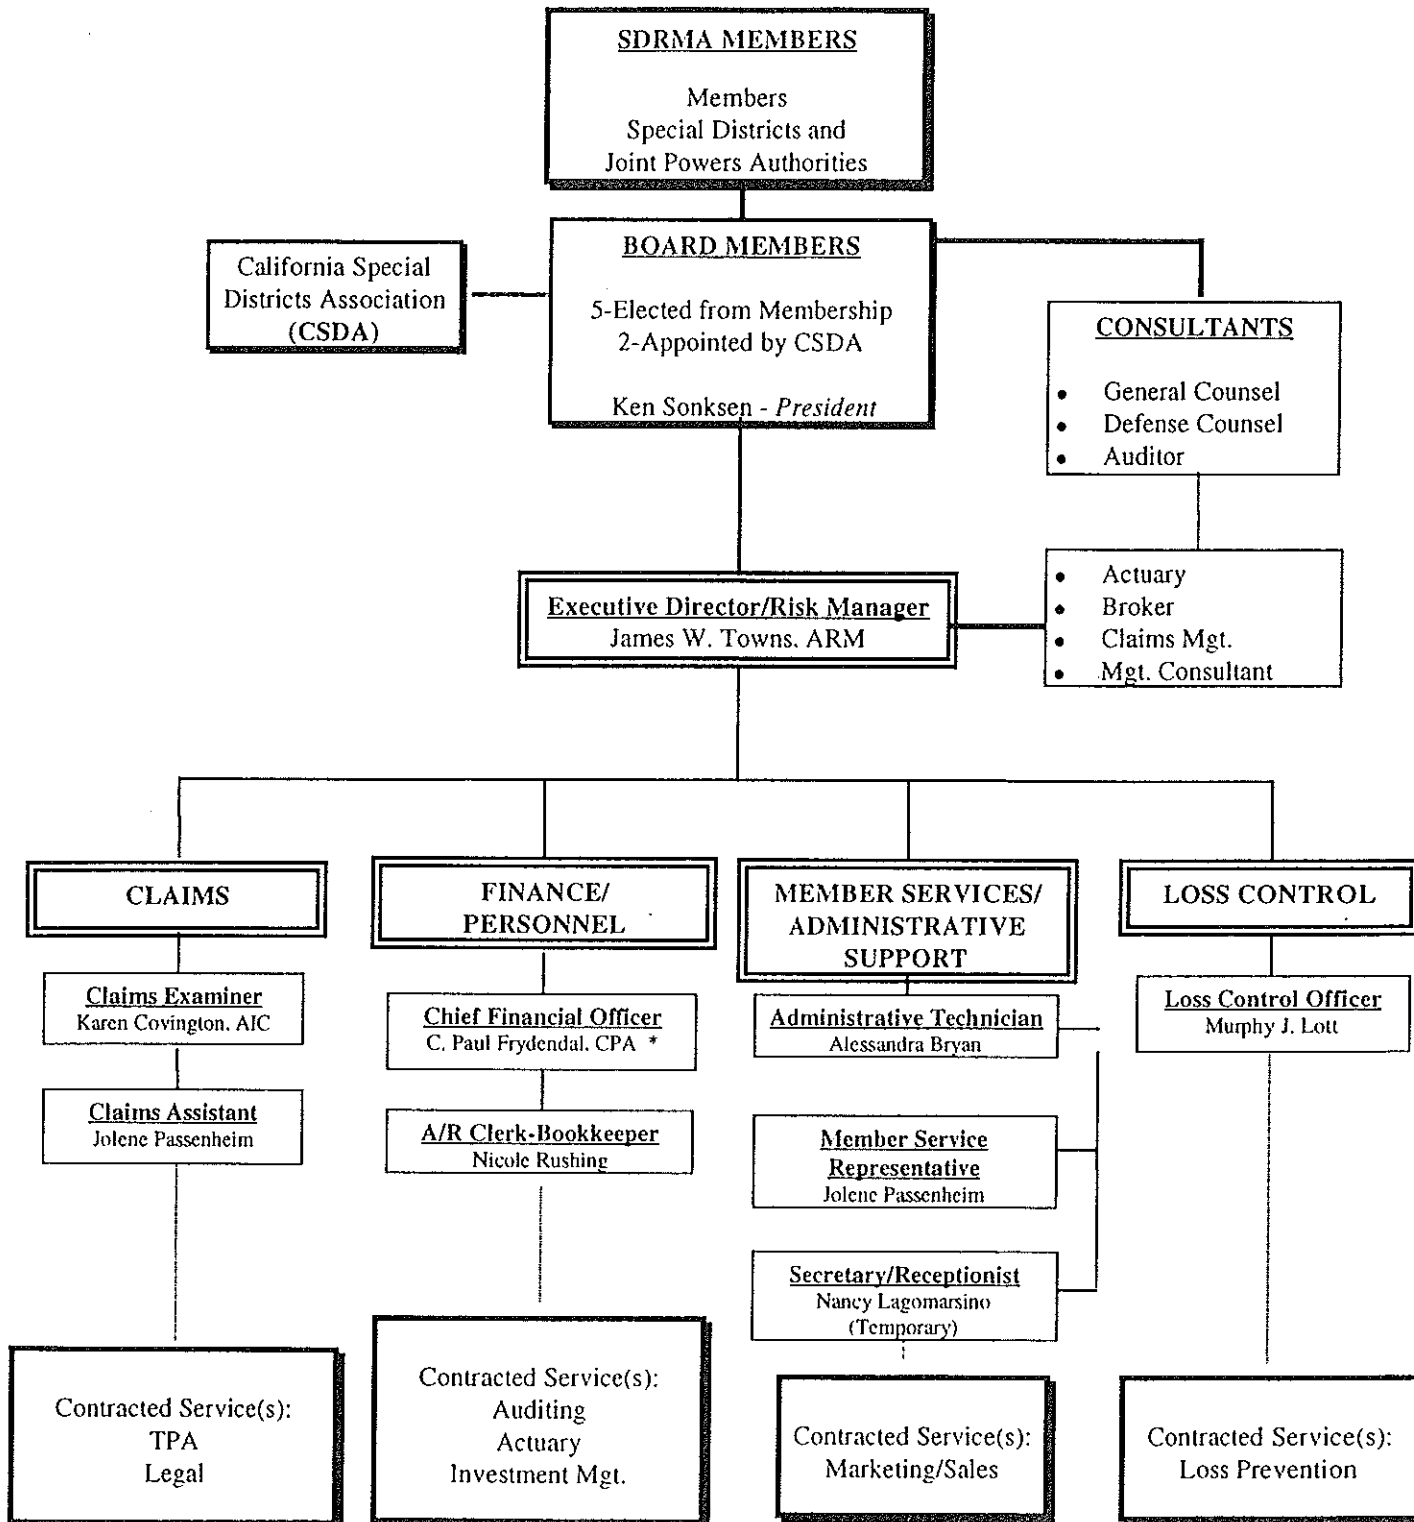 SDRMA MEMBERS
Members
Special Districts and
Joint Powers Authorities
BOARD MEMBERS
5-Elected from Membership
2-Appointed by CSDA
Ken Sonksen - President
California Special
Districts Association
(CSDA)
CONSULTANTS
• General Counsel
• Defense Counsel
• Auditor
• Actuary
• Broker
• Claims Mgt.
• Mgt. Consultant
Executive Director/Risk Manager
James W. Towns, ARM
CLAIMS
Claims Examiner
Karen Covington, AIC
Claims Assistant
Jolene Passenheim
Contracted Service(s):
TPA
Legal
FINANCE/
PERSONNEL
Chief Financial Officer
C. Paul Frydendal, CPA *
A/R Clerk-Bookkeeper
Nicole Rushing
Contracted Service(s):
Auditing
Actuary
Investment Mgt.
MEMBER SERVICES/
ADMINISTRATIVE
SUPPORT
Administrative Technician
Alessandra Bryan
Member Service
Representative
Jolene Passenheim
Secretary/Receptionist
Nancy Lagomarsino
(Temporary)
Contracted Service(s):
Marketing/Sales
LOSS CONTROL
Loss Control Officer
Murphy J. Lott
Contracted Service(s):
Loss Prevention